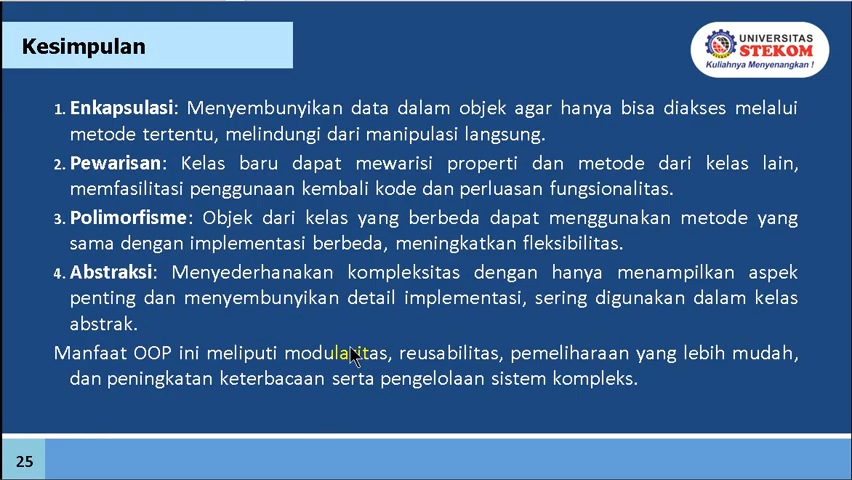 Kesimpulan
UNIVERSITAS
STEKOM
Kuliahnya Menyenangkan !
1. Enkapsulasi: Menyembunyikan data dalam objek agar hanya bisa diakses melalui
metode tertentu, melindungi dari manipulasi langsung.
2. Pewarisan: Kelas baru dapat mewarisi properti dan metode dari kelas lain,
memfasilitasi penggunaan kembali kode dan perluasan fungsionalitas.
3. Polimorfisme: Objek dari kelas yang berbeda dapat menggunakan metode yang
sama dengan implementasi berbeda, meningkatkan fleksibilitas.
4. Abstraksi: Menyederhanakan kompleksitas dengan hanya menampilkan aspek
penting dan menyembunyikan detail implementasi, sering digunakan dalam kelas
abstrak.
Manfaat OOP ini meliputi modularitas, reusabilitas, pemeliharaan yang lebih mudah,
dan peningkatan keterbacaan serta pengelolaan sistem kompleks.
25